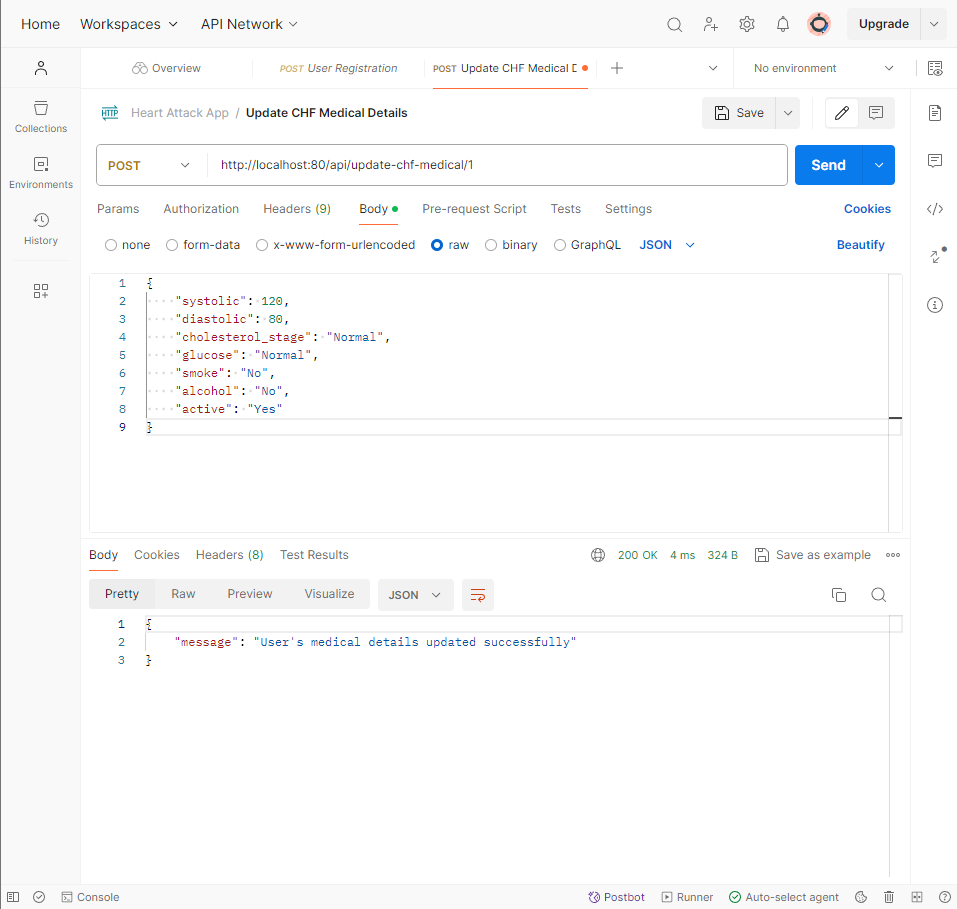 Home Workspaces API Network Upgrade
Overview POST User Registration POST Update CHF Medical D No environment
Collections
Environments
History
HTTP Heart Attack App / Update CHF Medical Details Save
POST http://localhost:80/api/update-chf-medical/1 Send
Params Authorization Headers (9) Body Pre-request Script Tests Settings Cookies
none form-data x-www-form-urlencoded raw binary GraphQL JSON Beautify
1 {
2 "systolic": 120,
3 "diastolic": 80,
4 "cholesterol_stage": "Normal",
5 "glucose": "Normal",
6 "smoke": "No",
7 "alcohol": "No",
8 "active": "Yes"
9 }
Body Cookies Headers (8) Test Results 200 OK 4 ms 324 B Save as example
Pretty Raw Preview Visualize JSON
1 {
2 "message": "User's medical details updated successfully"
3 }
Console Postbot Runner Auto-select agent